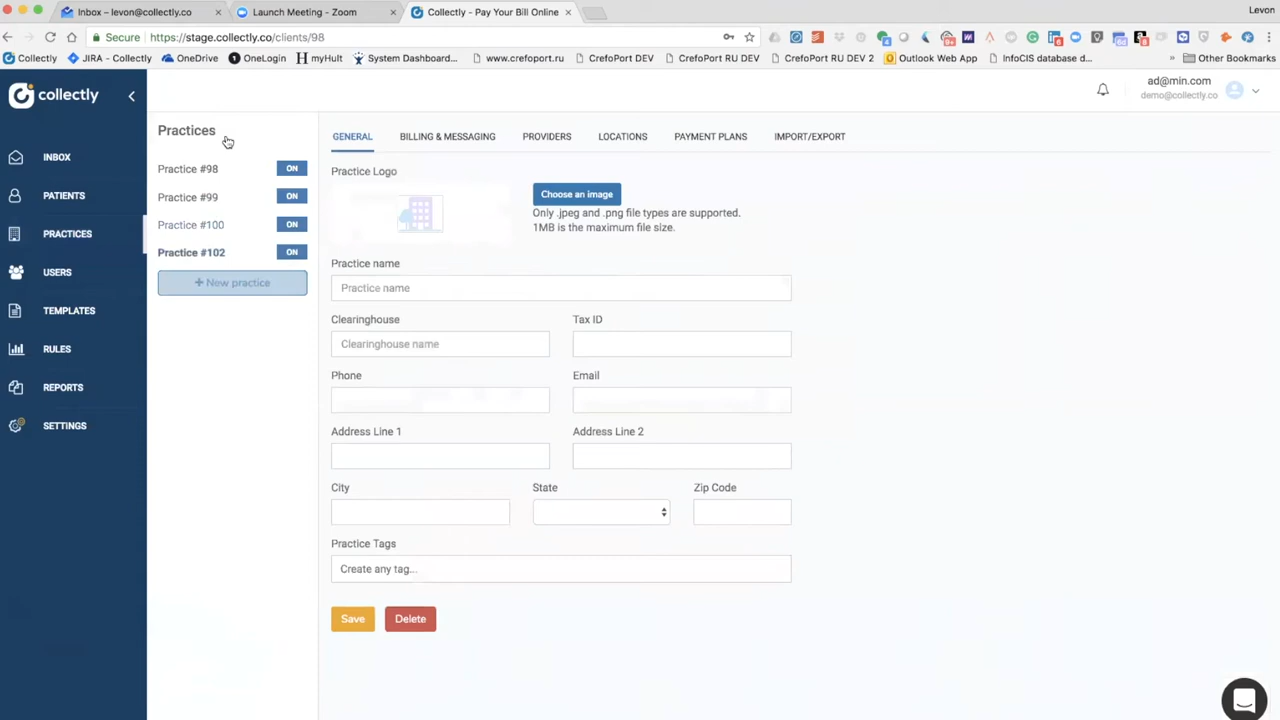 Inbox – levon@collectly.co
Launch Meeting - Zoom
Collectly - Pay Your Bill Online
Levon
Secure
https://stage.collectly.co/clients/98
Collectly
JIRA - Collectly
OneDrive
OneLogin
myHult
System Dashboard...
www.crefoport.ru
CrefoPort DEV
CrefoPort RU DEV
CrefoPort RU DEV 2
Outlook Web App
InfoCIS database d...
» Other Bookmarks
collectly
ad@min.com
demo@collectly.co
INBOX
PATIENTS
PRACTICES
USERS
TEMPLATES
RULES
REPORTS
SETTINGS
Practices
Practice #98 ON
Practice #99 ON
Practice #100 ON
Practice #102 ON
+ New practice
GENERAL BILLING & MESSAGING PROVIDERS LOCATIONS PAYMENT PLANS IMPORT/EXPORT
Practice Logo
Choose an image
Only .jpeg and .png file types are supported.
1MB is the maximum file size.
Practice name
Practice name
Clearinghouse Tax ID
Clearinghouse name
Phone Email
Address Line 1 Address Line 2
City State Zip Code
Practice Tags
Create any tag...
Save Delete